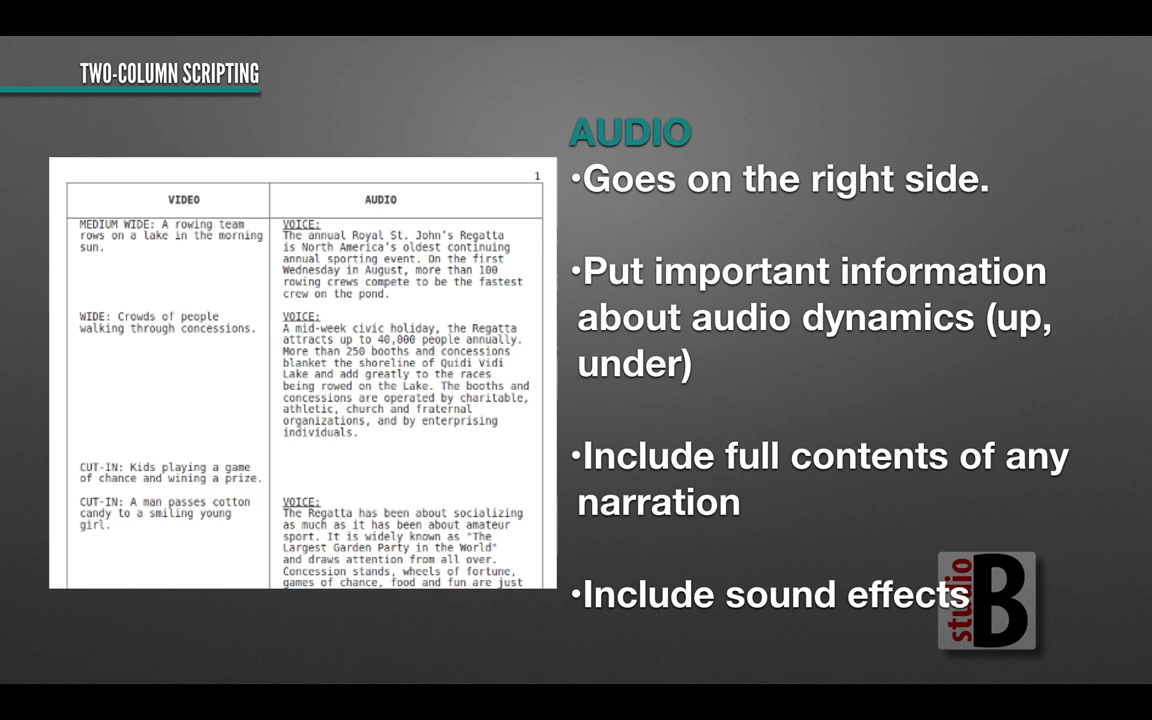 TWO-COLUMN SCRIPTING
1
VIDEO
AUDIO
MEDIUM WIDE: A rowing team
rows on a lake in the morning
sun.
VOICE:
The annual Royal St. John's Regatta
is North America's oldest continuing
annual sporting event. On the first
Wednesday in August, more than 100
rowing crews compete to be the fastest
crew on the pond.
WIDE: Crowds of people
walking through concessions.
VOICE:
A mid-week civic holiday, the Regatta
attracts up to 40,000 people annually.
More than 250 booths and concessions
blanket the shoreline of Quidi Vidi
Lake and add greatly to the races
being rowed on the Lake. The booths and
concessions are operated by charitable,
athletic, church and fraternal
organizations, and by enterprising
individuals.
CUT-IN: Kids playing a game
of chance and wining a prize.
CUT-IN: A man passes cotton
candy to a smiling young
girl.
VOICE:
The Regatta has been about socializing
as much as it has been about amateur
sport. It is widely known as "The
Largest Garden Party in the World"
and draws attention from all over.
Concession stands, wheels of fortune,
games of chance, food and fun are just
AUDIO
•Goes on the right side.
•Put important information
about audio dynamics (up,
under)
•Include full contents of any
narration
•Include sound effects
studio
B